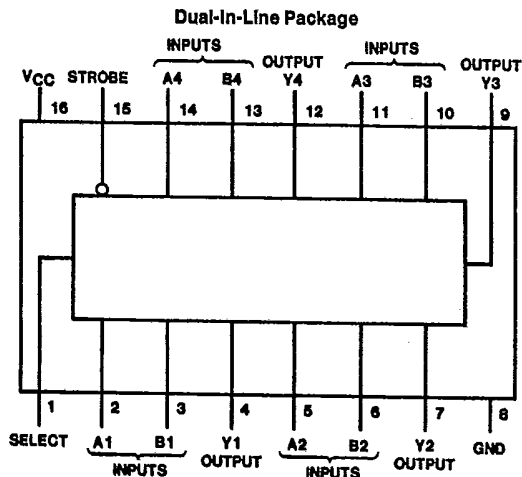 Dual-In-Line Package
INPUTS OUTPUT INPUTS OUTPUT
VCC STROBE A4 B4 Y4 A3 B3 Y3
16 15 14 13 12 11 10 9
1 2 3 4 5 6 7 8
SELECT A1 B1 Y1 A2 B2 Y2 GND
INPUTS OUTPUT INPUTS OUTPUT